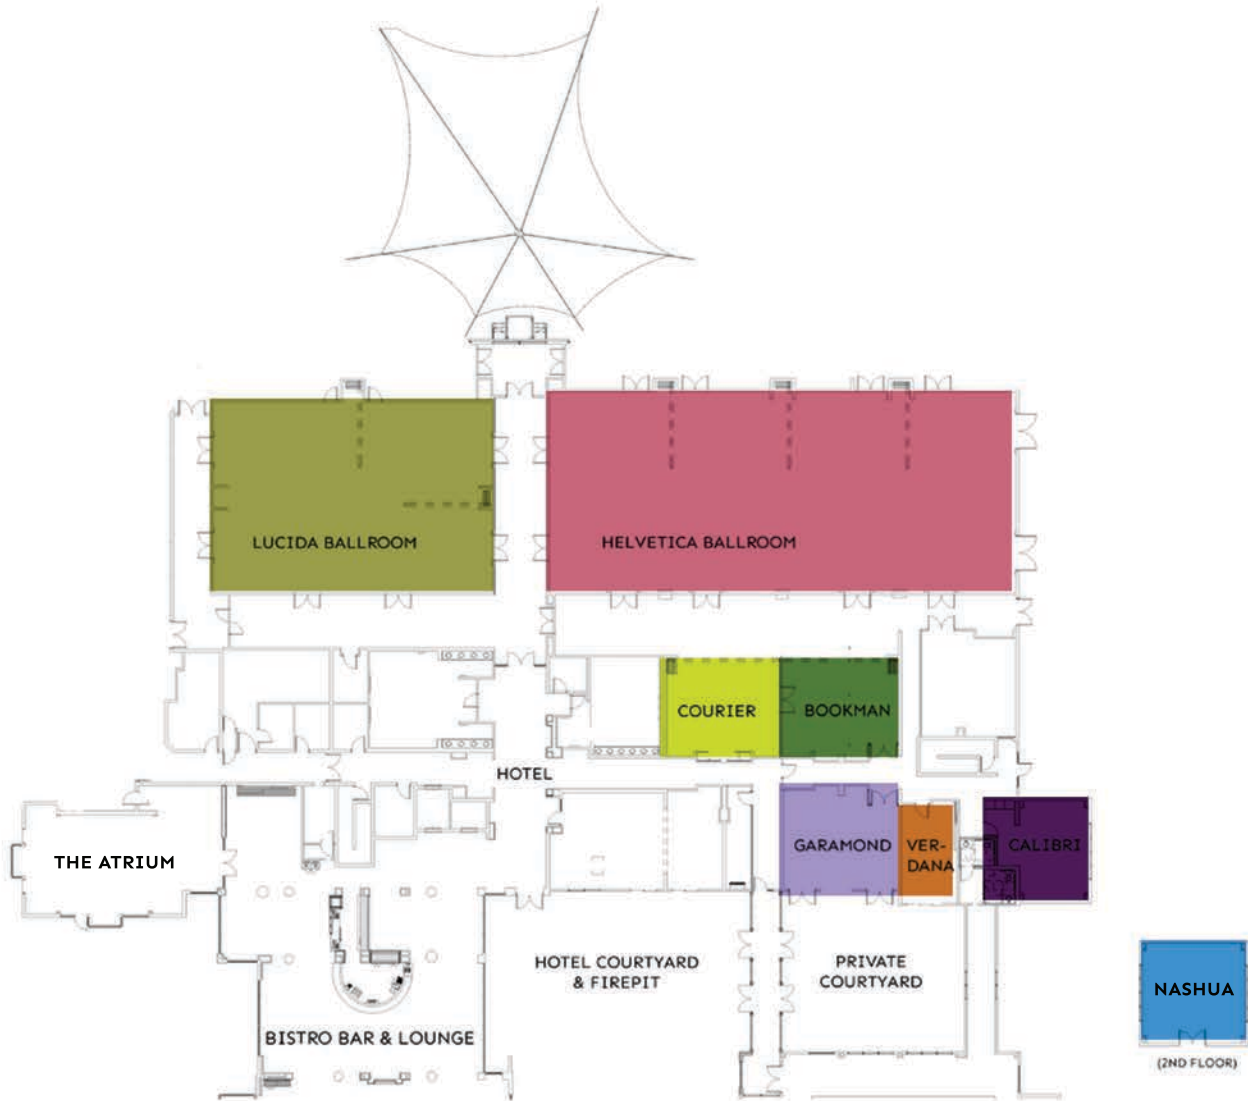 LUCIDA BALLROOM
HELVETICA BALLROOM
COURIER
BOOKMAN
HOTEL
THE ATRIUM
GARAMOND
VER-
DANA
CALIBRI
HOTEL COURTYARD
& FIREPIT
PRIVATE
COURTYARD
NASHUA
(2ND FLOOR)
BISTRO BAR & LOUNGE